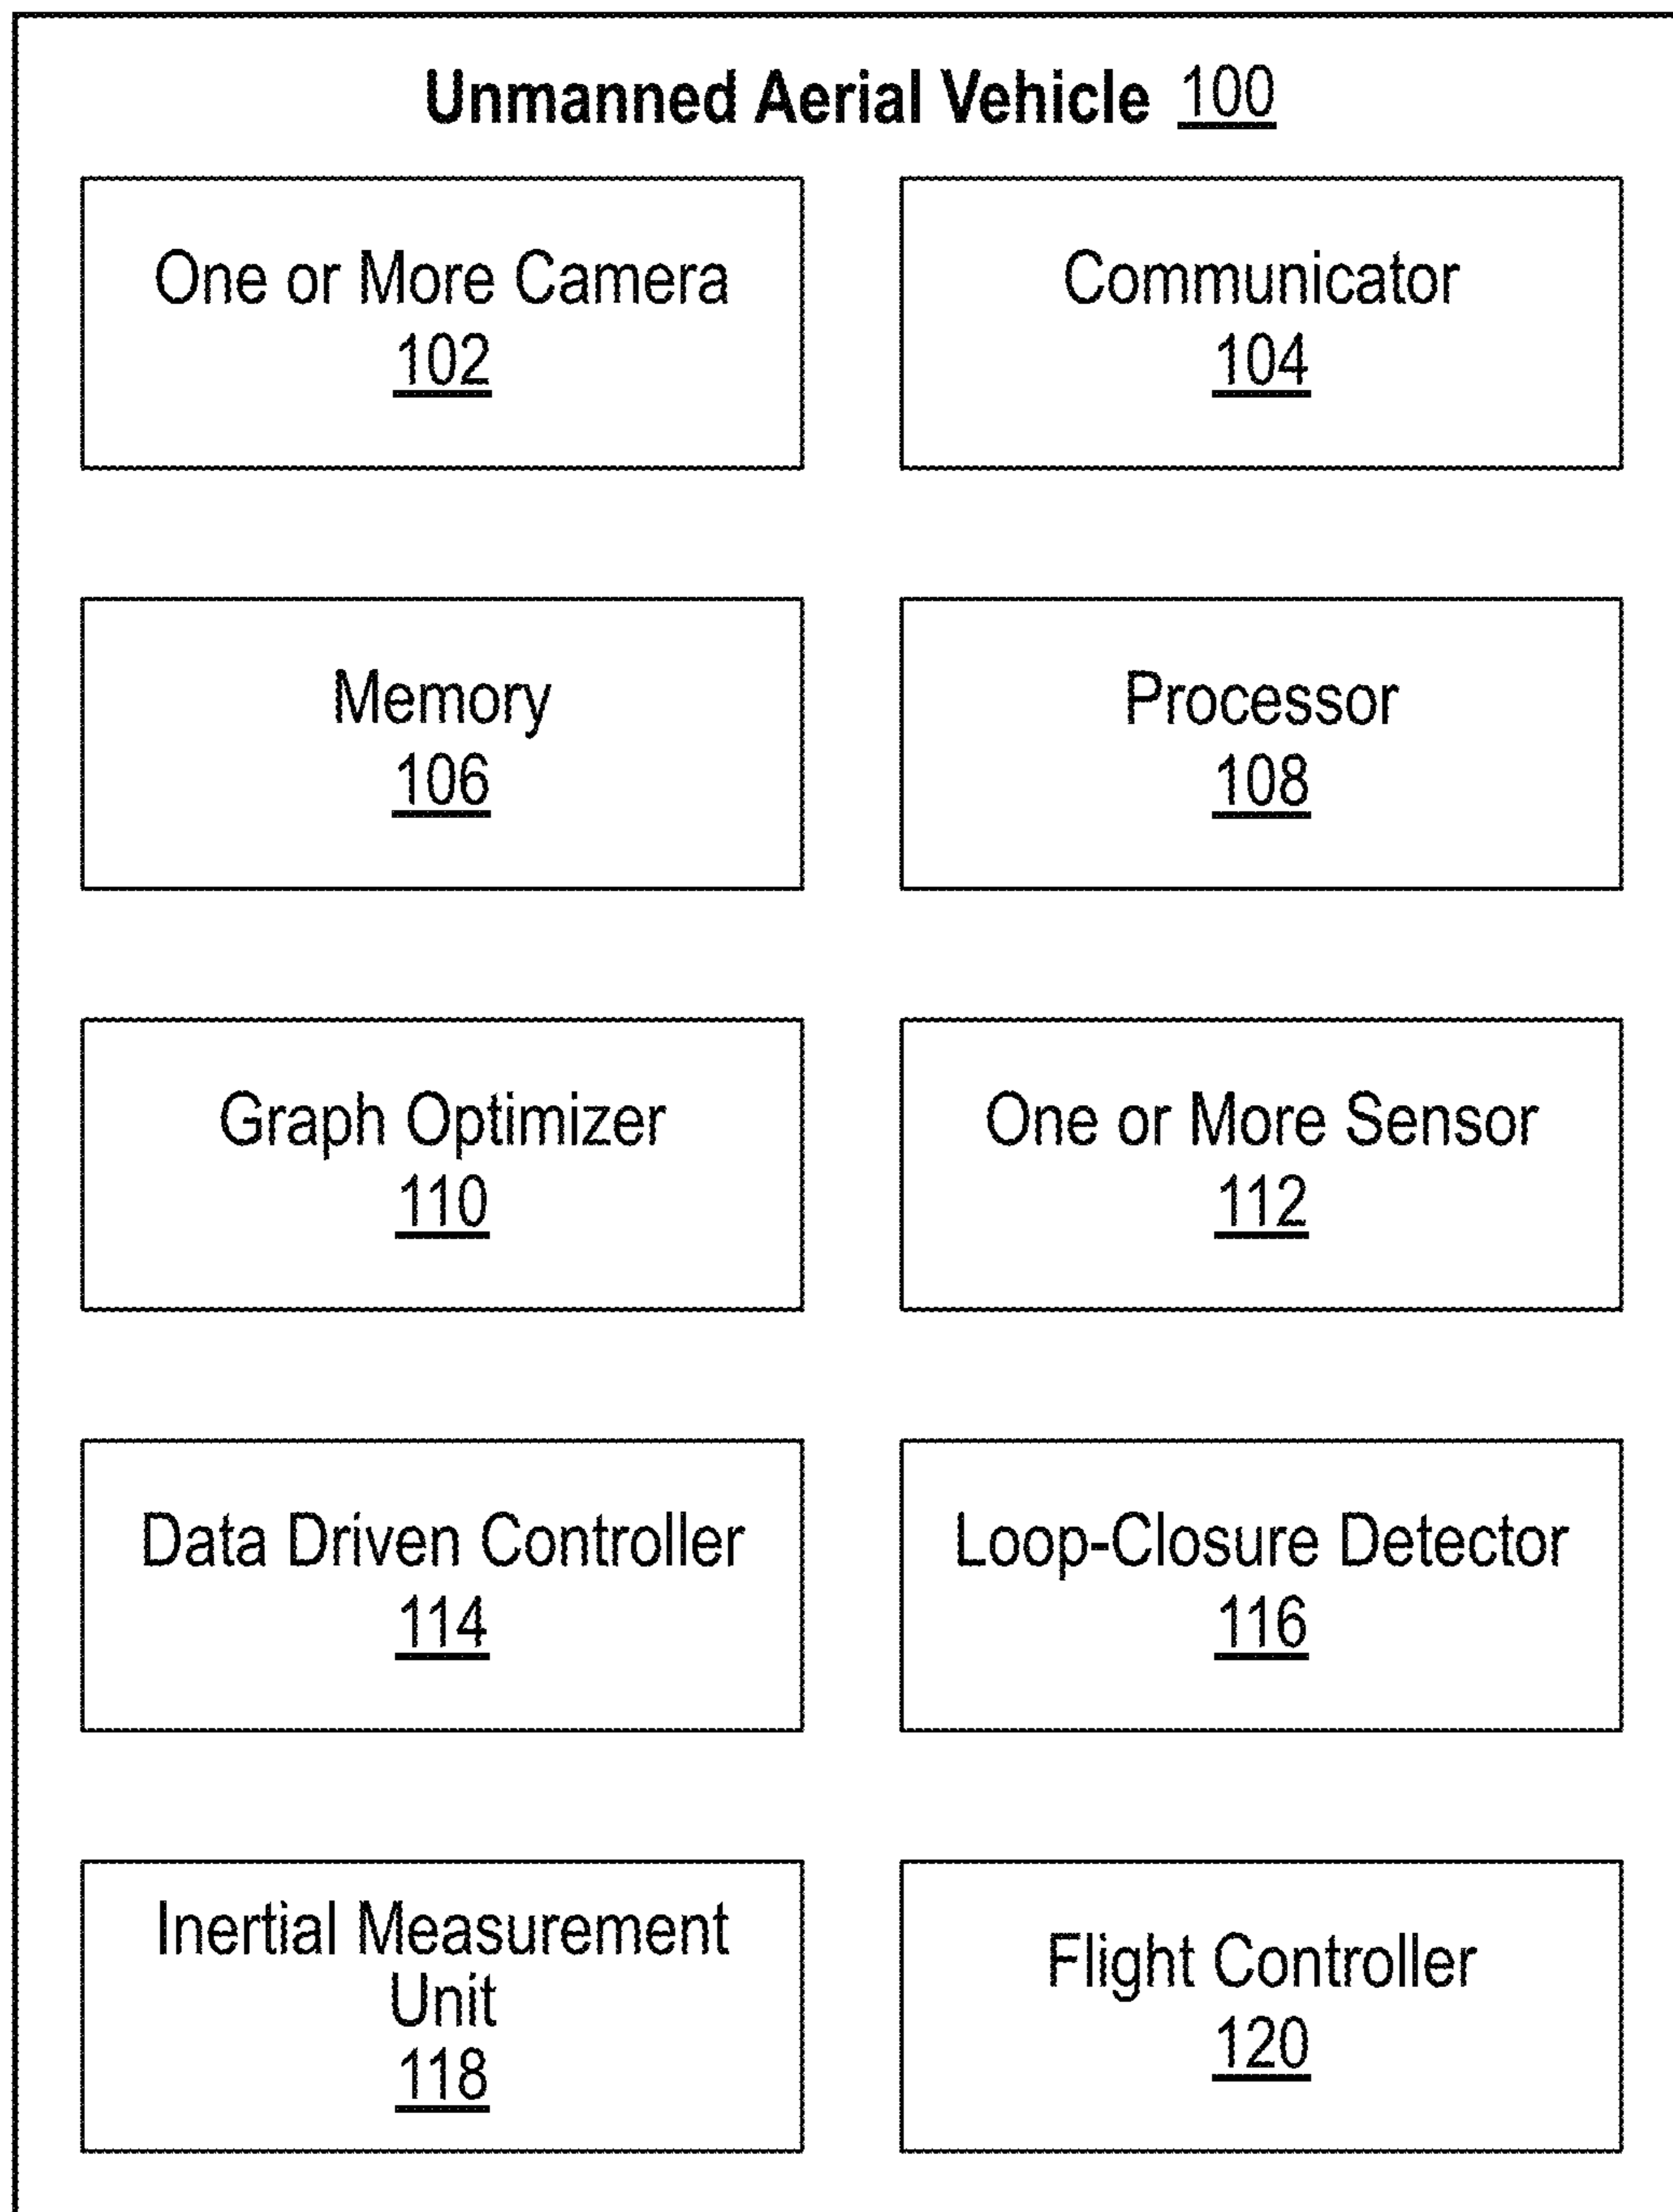 Unmanned Aerial Vehicle 100
One or More Camera
102
Communicator
104
Memory
106
Processor
108
Graph Optimizer
110
One or More Sensor
112
Data Driven Controller
114
Loop-Closure Detector
116
Inertial Measurement
Unit
118
Flight Controller
120